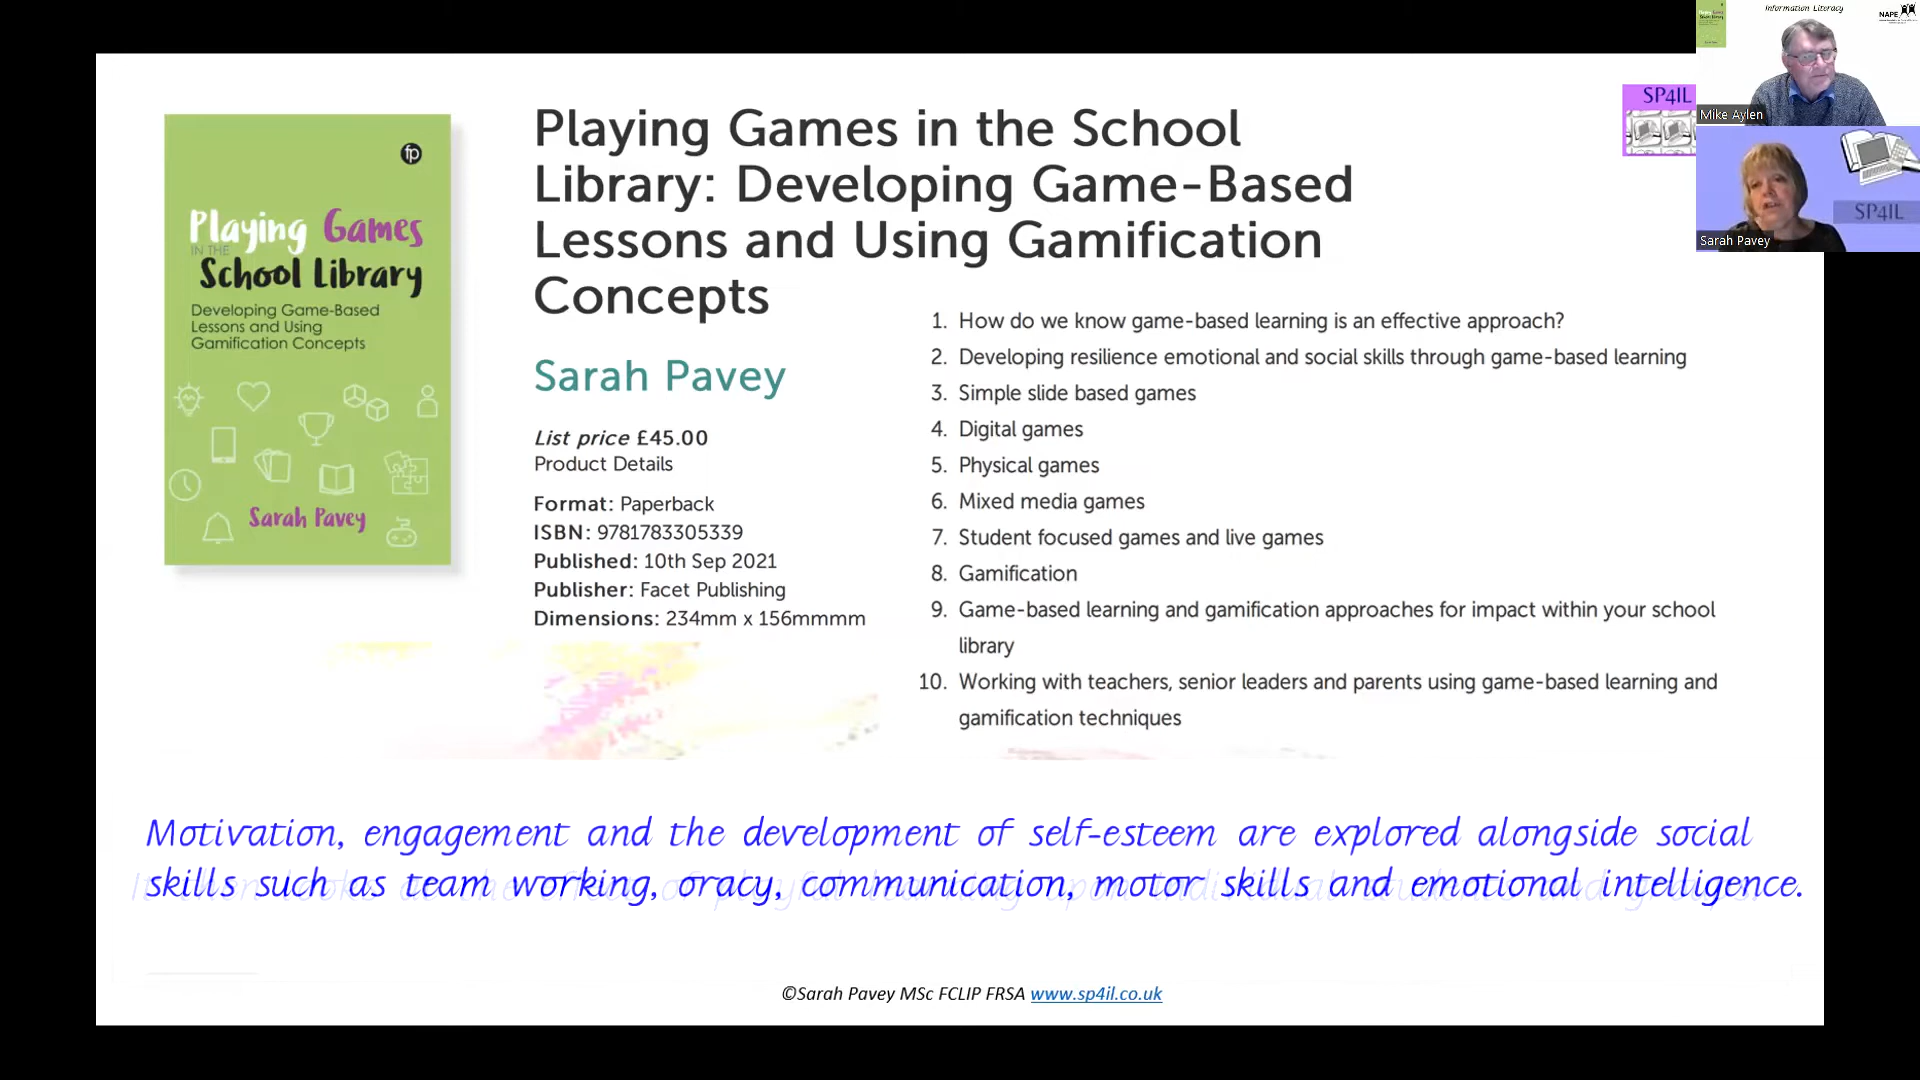 Information Literacy
NAPE
Mike Aylen
SP4IL
SP4IL
Sarah Pavey
fp
Playing Games
IN THE
School Library
Developing Game-Based
Lessons and Using
Gamification Concepts
Sarah Pavey
Playing Games in the School
Library: Developing Game-Based
Lessons and Using Gamification
Concepts
Sarah Pavey
List price £45.00
Product Details
Format: Paperback
ISBN: 9781783305339
Published: 10th Sep 2021
Publisher: Facet Publishing
Dimensions: 234mm x 156mmmm
1. How do we know game-based learning is an effective approach?
2. Developing resilience emotional and social skills through game-based learning
3. Simple slide based games
4. Digital games
5. Physical games
6. Mixed media games
7. Student focused games and live games
8. Gamification
9. Game-based learning and gamification approaches for impact within your school
library
10. Working with teachers, senior leaders and parents using game-based learning and
gamification techniques
Motivation, engagement and the development of self-esteem are explored alongside social
skills such as team working, oracy, communication, motor skills and emotional intelligence.
©Sarah Pavey MSc FCLIP FRSA www.sp4il.co.uk